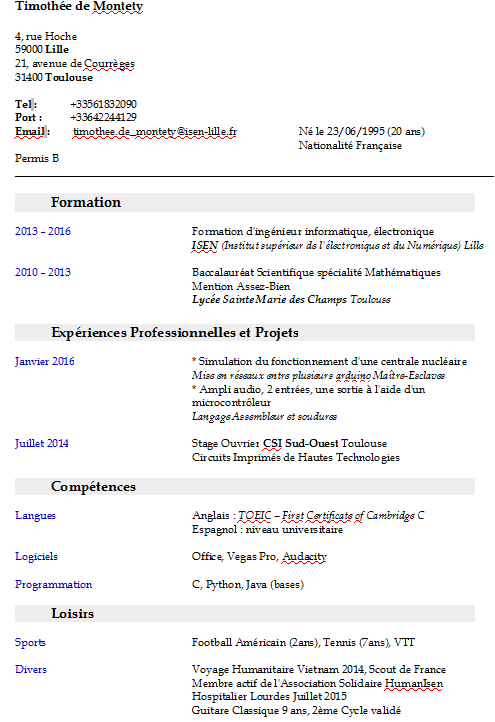 Timothée de Montety
4, rue Hoche
59000 Lille
21, avenue de Courrèges
31400 Toulouse
Tel : +33561832090
Port : +33642244129
Email : timothee.de_montety@isen-lille.fr Né le 23/06/1995 (20 ans)
Nationalité Française
Permis B
Formation
2013 – 2016 Formation d'ingénieur informatique, électronique
ISEN (Institut supérieur de l'électronique et du Numérique) Lille
2010 – 2013 Baccalauréat Scientifique spécialité Mathématiques
Mention Assez-Bien
Lycée Sainte Marie des Champs Toulouse
Expériences Professionnelles et Projets
Janvier 2016 * Simulation du fonctionnement d'une centrale nucléaire
Mise en réseaux entre plusieurs arduino Maître-Esclaves
* Ampli audio, 2 entrées, une sortie à l'aide d'un
microcontrôleur
Langage Assembleur et soudures
Juillet 2014 Stage Ouvrier CSI Sud-Ouest Toulouse
Circuits Imprimés de Hautes Technologies
Compétences
Langues Anglais : TOEIC – First Certificate of Cambridge C
Espagnol : niveau universitaire
Logiciels Office, Vegas Pro, Audacity
Programmation C, Python, Java (bases)
Loisirs
Sports Football Américain (2ans), Tennis (7ans), VTT
Divers Voyage Humanitaire Vietnam 2014, Scout de France
Membre actif de l'Association Solidaire HumanIsen
Hospitalier Lourdes Juillet 2015
Guitare Classique 9 ans, 2ème Cycle validé